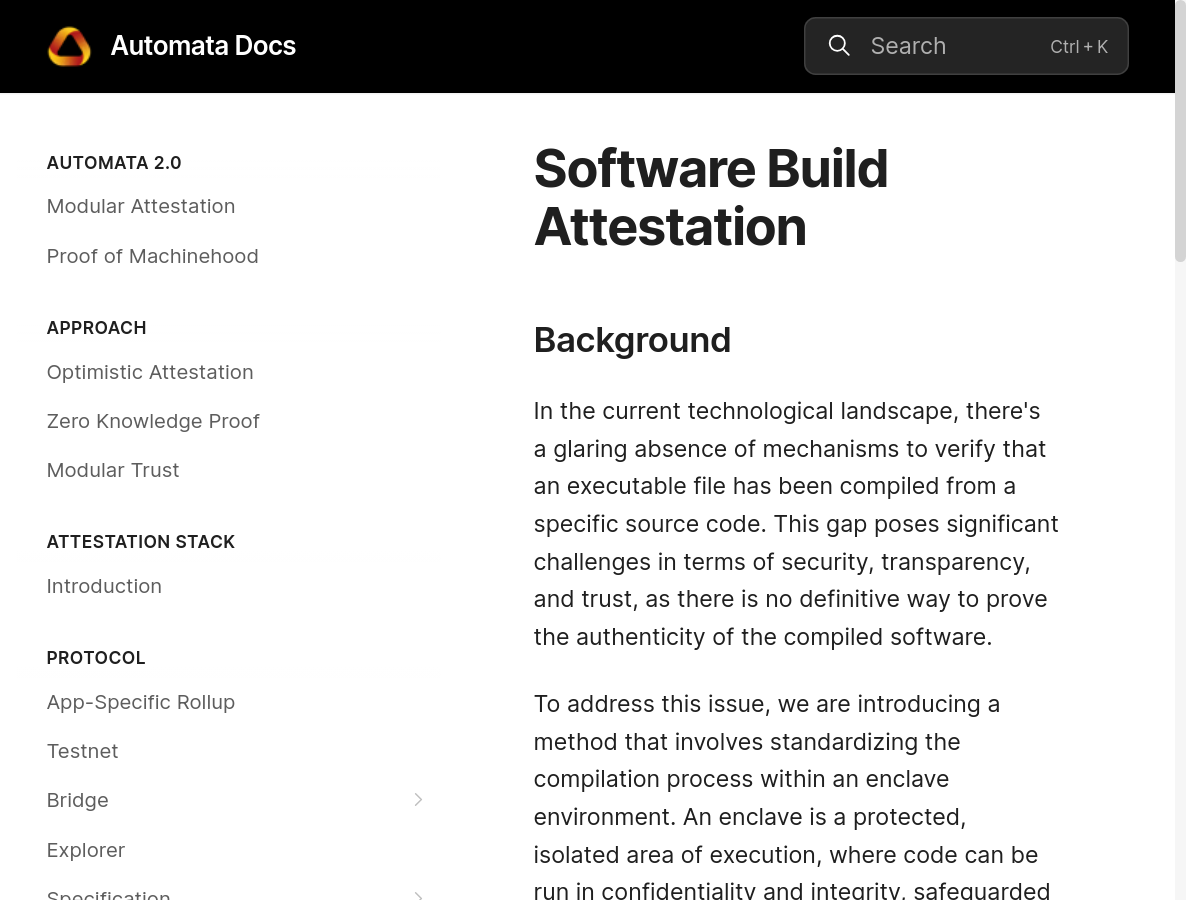 Automata Docs
Search
Ctrl + K
AUTOMATA 2.0
Modular Attestation
Proof of Machinehood
APPROACH
Optimistic Attestation
Zero Knowledge Proof
Modular Trust
ATTESTATION STACK
Introduction
PROTOCOL
App-Specific Rollup
Testnet
Bridge
Explorer
Specification
Software Build
Attestation
Background
In the current technological landscape, there's
a glaring absence of mechanisms to verify that
an executable file has been compiled from a
specific source code. This gap poses significant
challenges in terms of security, transparency,
and trust, as there is no definitive way to prove
the authenticity of the compiled software.
To address this issue, we are introducing a
method that involves standardizing the
compilation process within an enclave
environment. An enclave is a protected,
isolated area of execution, where code can be
run in confidentiality and integrity, safeguarded